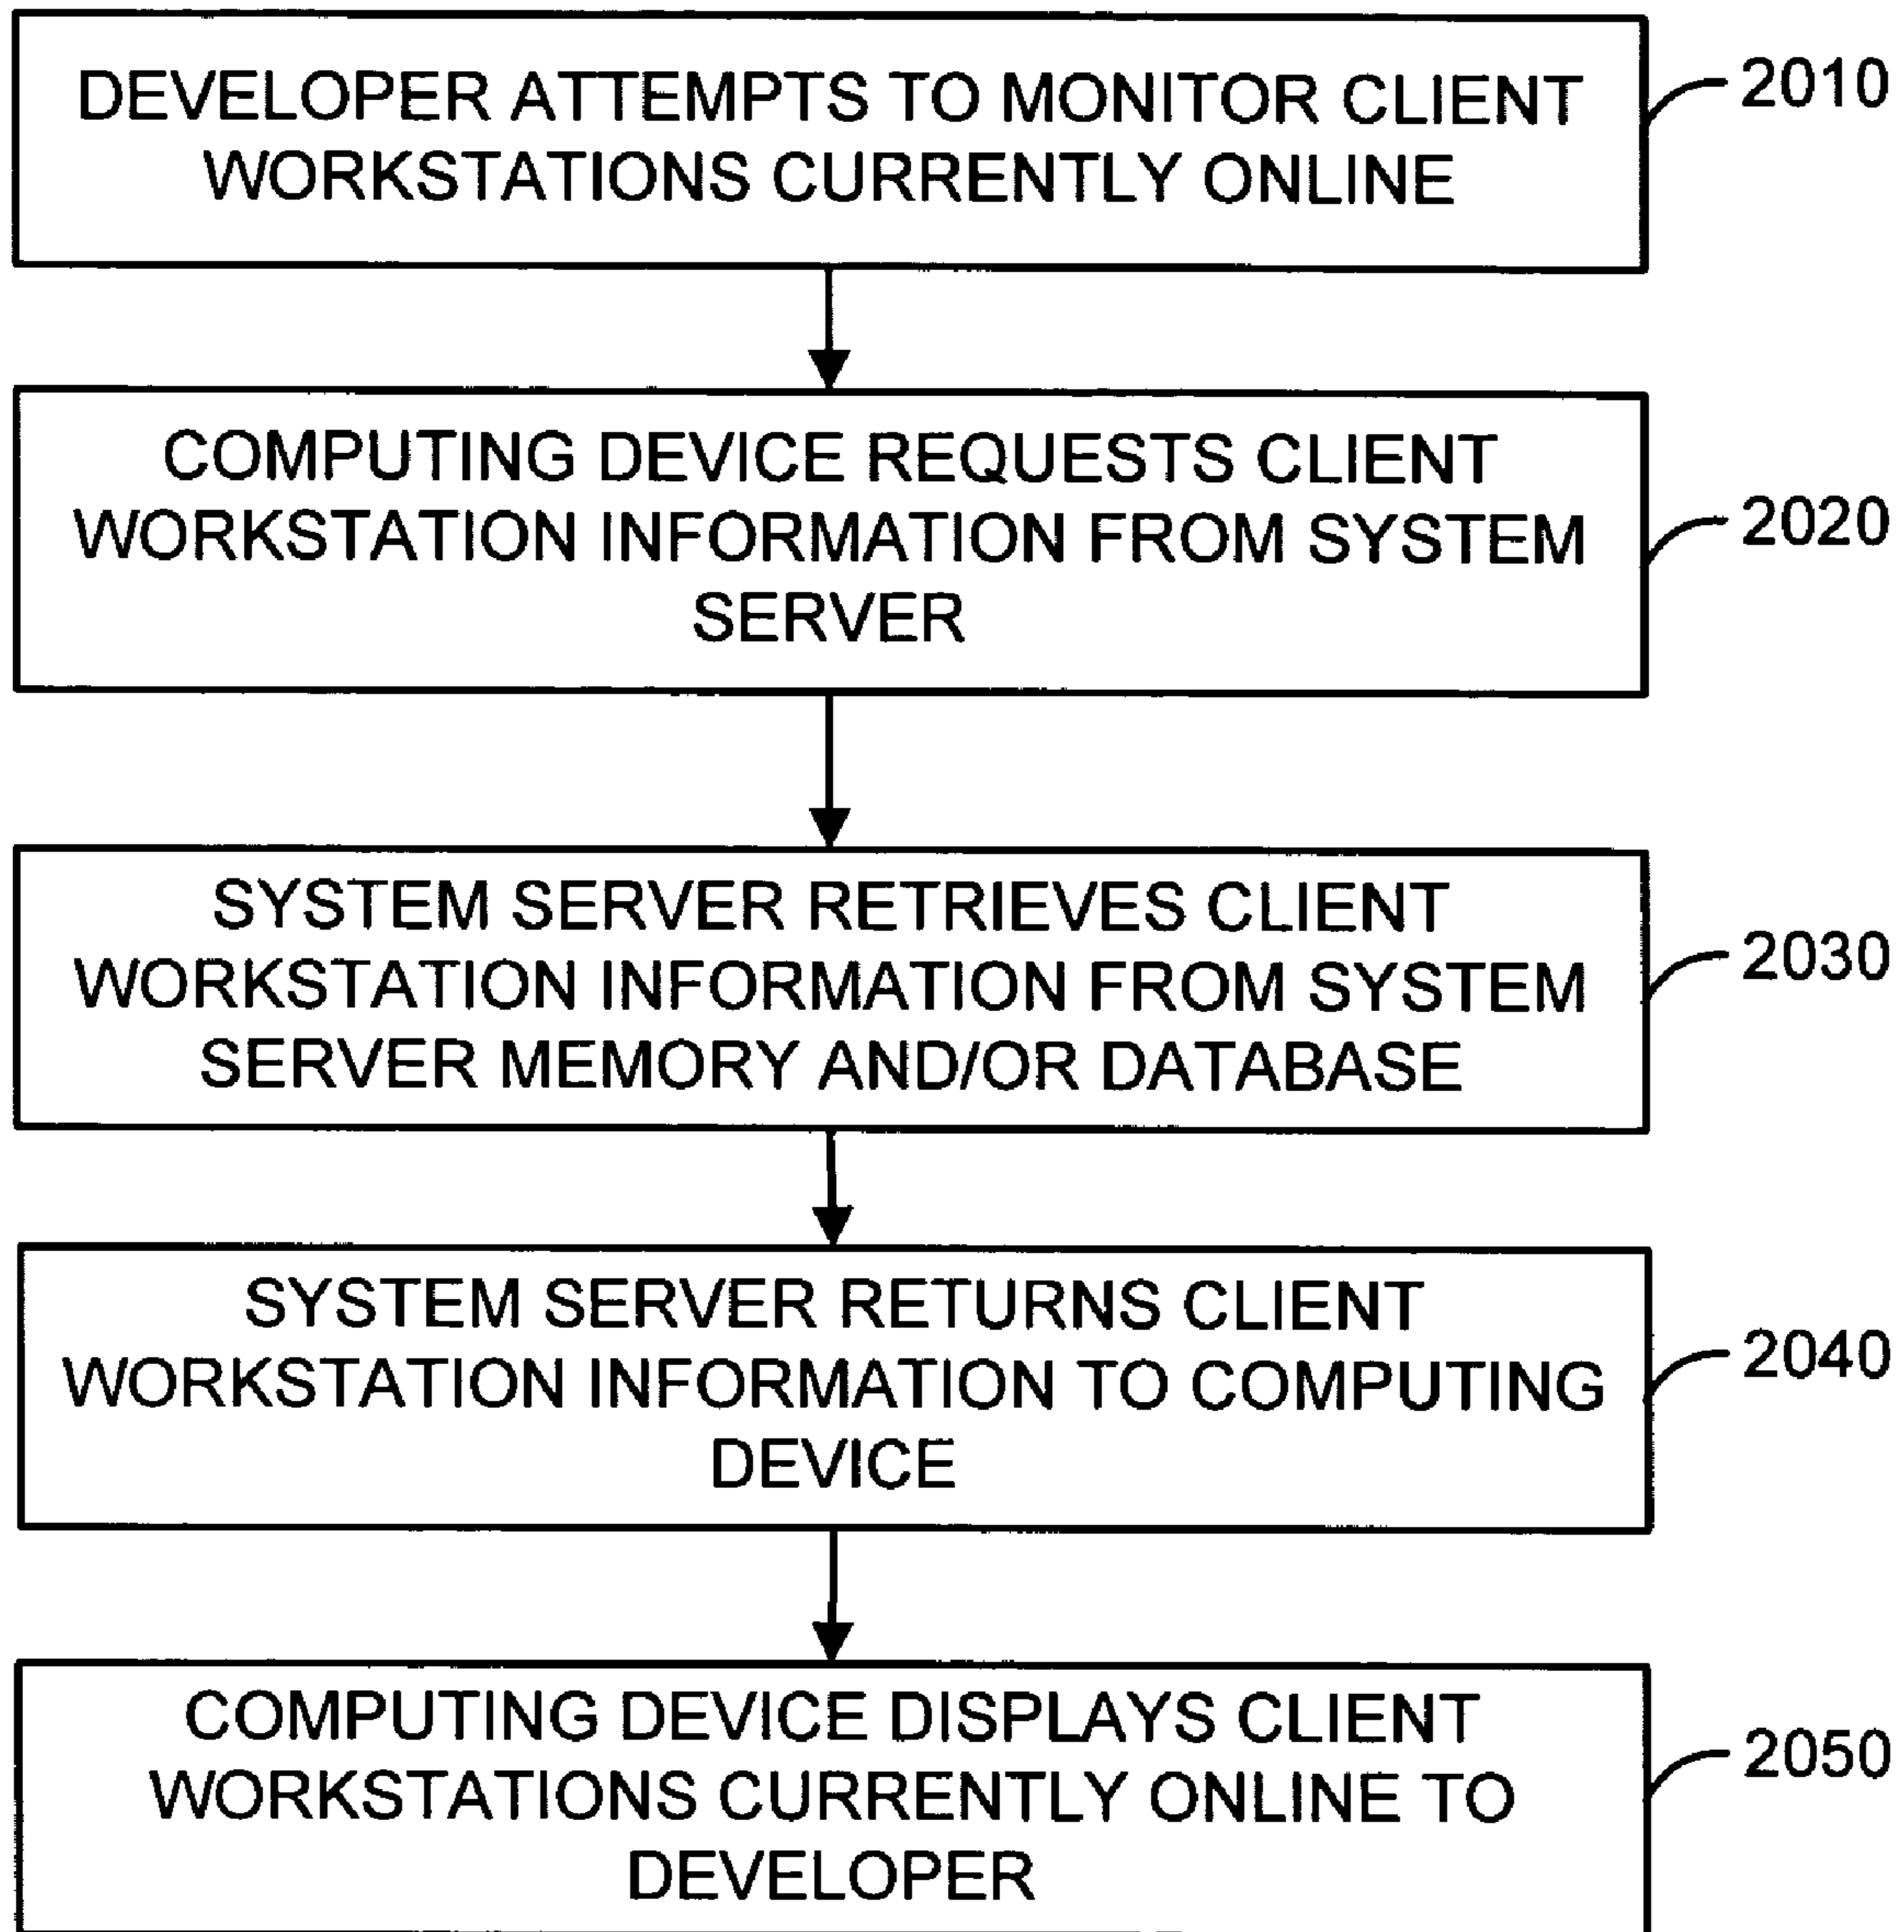 DEVELOPER ATTEMPTS TO MONITOR CLIENT
WORKSTATIONS CURRENTLY ONLINE
2010
COMPUTING DEVICE REQUESTS CLIENT
WORKSTATION INFORMATION FROM SYSTEM
SERVER
2020
SYSTEM SERVER RETRIEVES CLIENT
WORKSTATION INFORMATION FROM SYSTEM
SERVER MEMORY AND/OR DATABASE
2030
SYSTEM SERVER RETURNS CLIENT
WORKSTATION INFORMATION TO COMPUTING
DEVICE
2040
COMPUTING DEVICE DISPLAYS CLIENT
WORKSTATIONS CURRENTLY ONLINE TO
DEVELOPER
2050